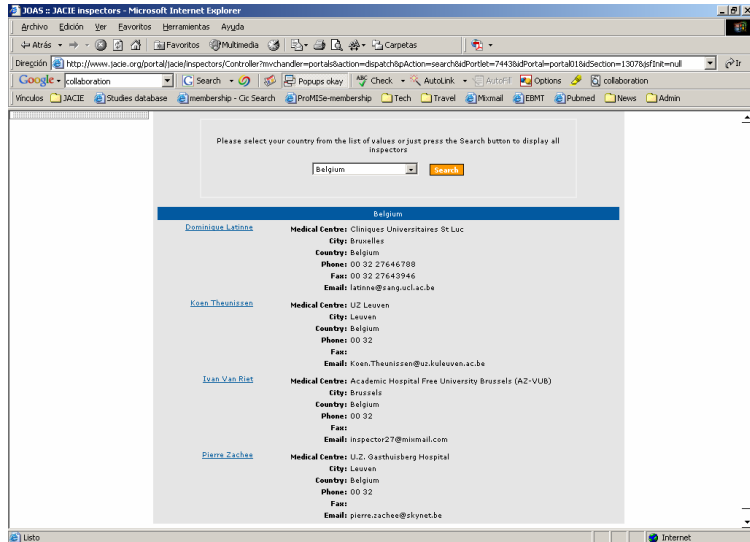 JOAS :: JACIE inspectors - Microsoft Internet Explorer
Archivo Edición Ver Favoritos Herramientas Ayuda
Atrás Favoritos Multimedia Carpetas
Dirección http://www.jacie.org/portal/jacie/inspectors/Controller?mvchandler=portals&action=dispatch&pAction=search&idPortlet=7443&idPortal=portal01&idSection=1307&jsfInit=null Ir
Google collaboration Search Popups okay Check AutoLink AutoFill Options collaboration
Vínculos JACIE Studies database membership - Cic Search ProMISe-membership Tech Travel Mixmail EBMT Pubmed News Admin
Please select your country from the list of values or just press the Search button to display all
inspectors
Belgium Search
Belgium
Dominique Latinne Medical Centre: Cliniques Universitaires St Luc
City: Bruxelles
Country: Belgium
Phone: 00 32 27646788
Fax: 00 32 27643946
Email: latinne@sang.ucl.ac.be
Koen Theunissen Medical Centre: UZ Leuven
City: Leuven
Country: Belgium
Phone: 00 32
Fax:
Email: Koen.Theunissen@uz.kuleuven.ac.be
Ivan Van Riet Medical Centre: Academic Hospital Free University Brussels (AZ-VUB)
City: Brussels
Country: Belgium
Phone: 00 32
Fax:
Email: inspector27@mixmail.com
Pierre Zachee Medical Centre: U.Z. Gasthuisberg Hospital
City: Leuven
Country: Belgium
Phone: 00 32
Fax:
Email: pierre.zachee@skynet.be
Listo Internet